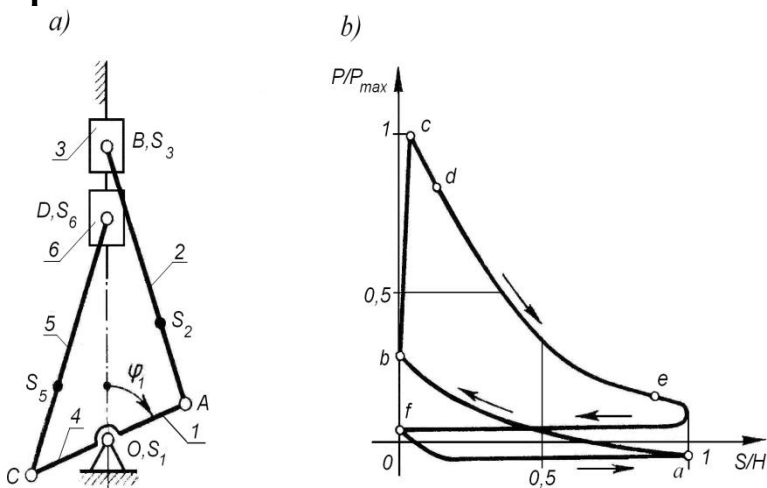 a)
b)
P/Pmax
1
c
3
B,S3
d
D,S6
6
2
0,5
5
S2
e
b
S5
φ1
A
f
4
1
O,S1
C
0
0,5
a
1
S/H